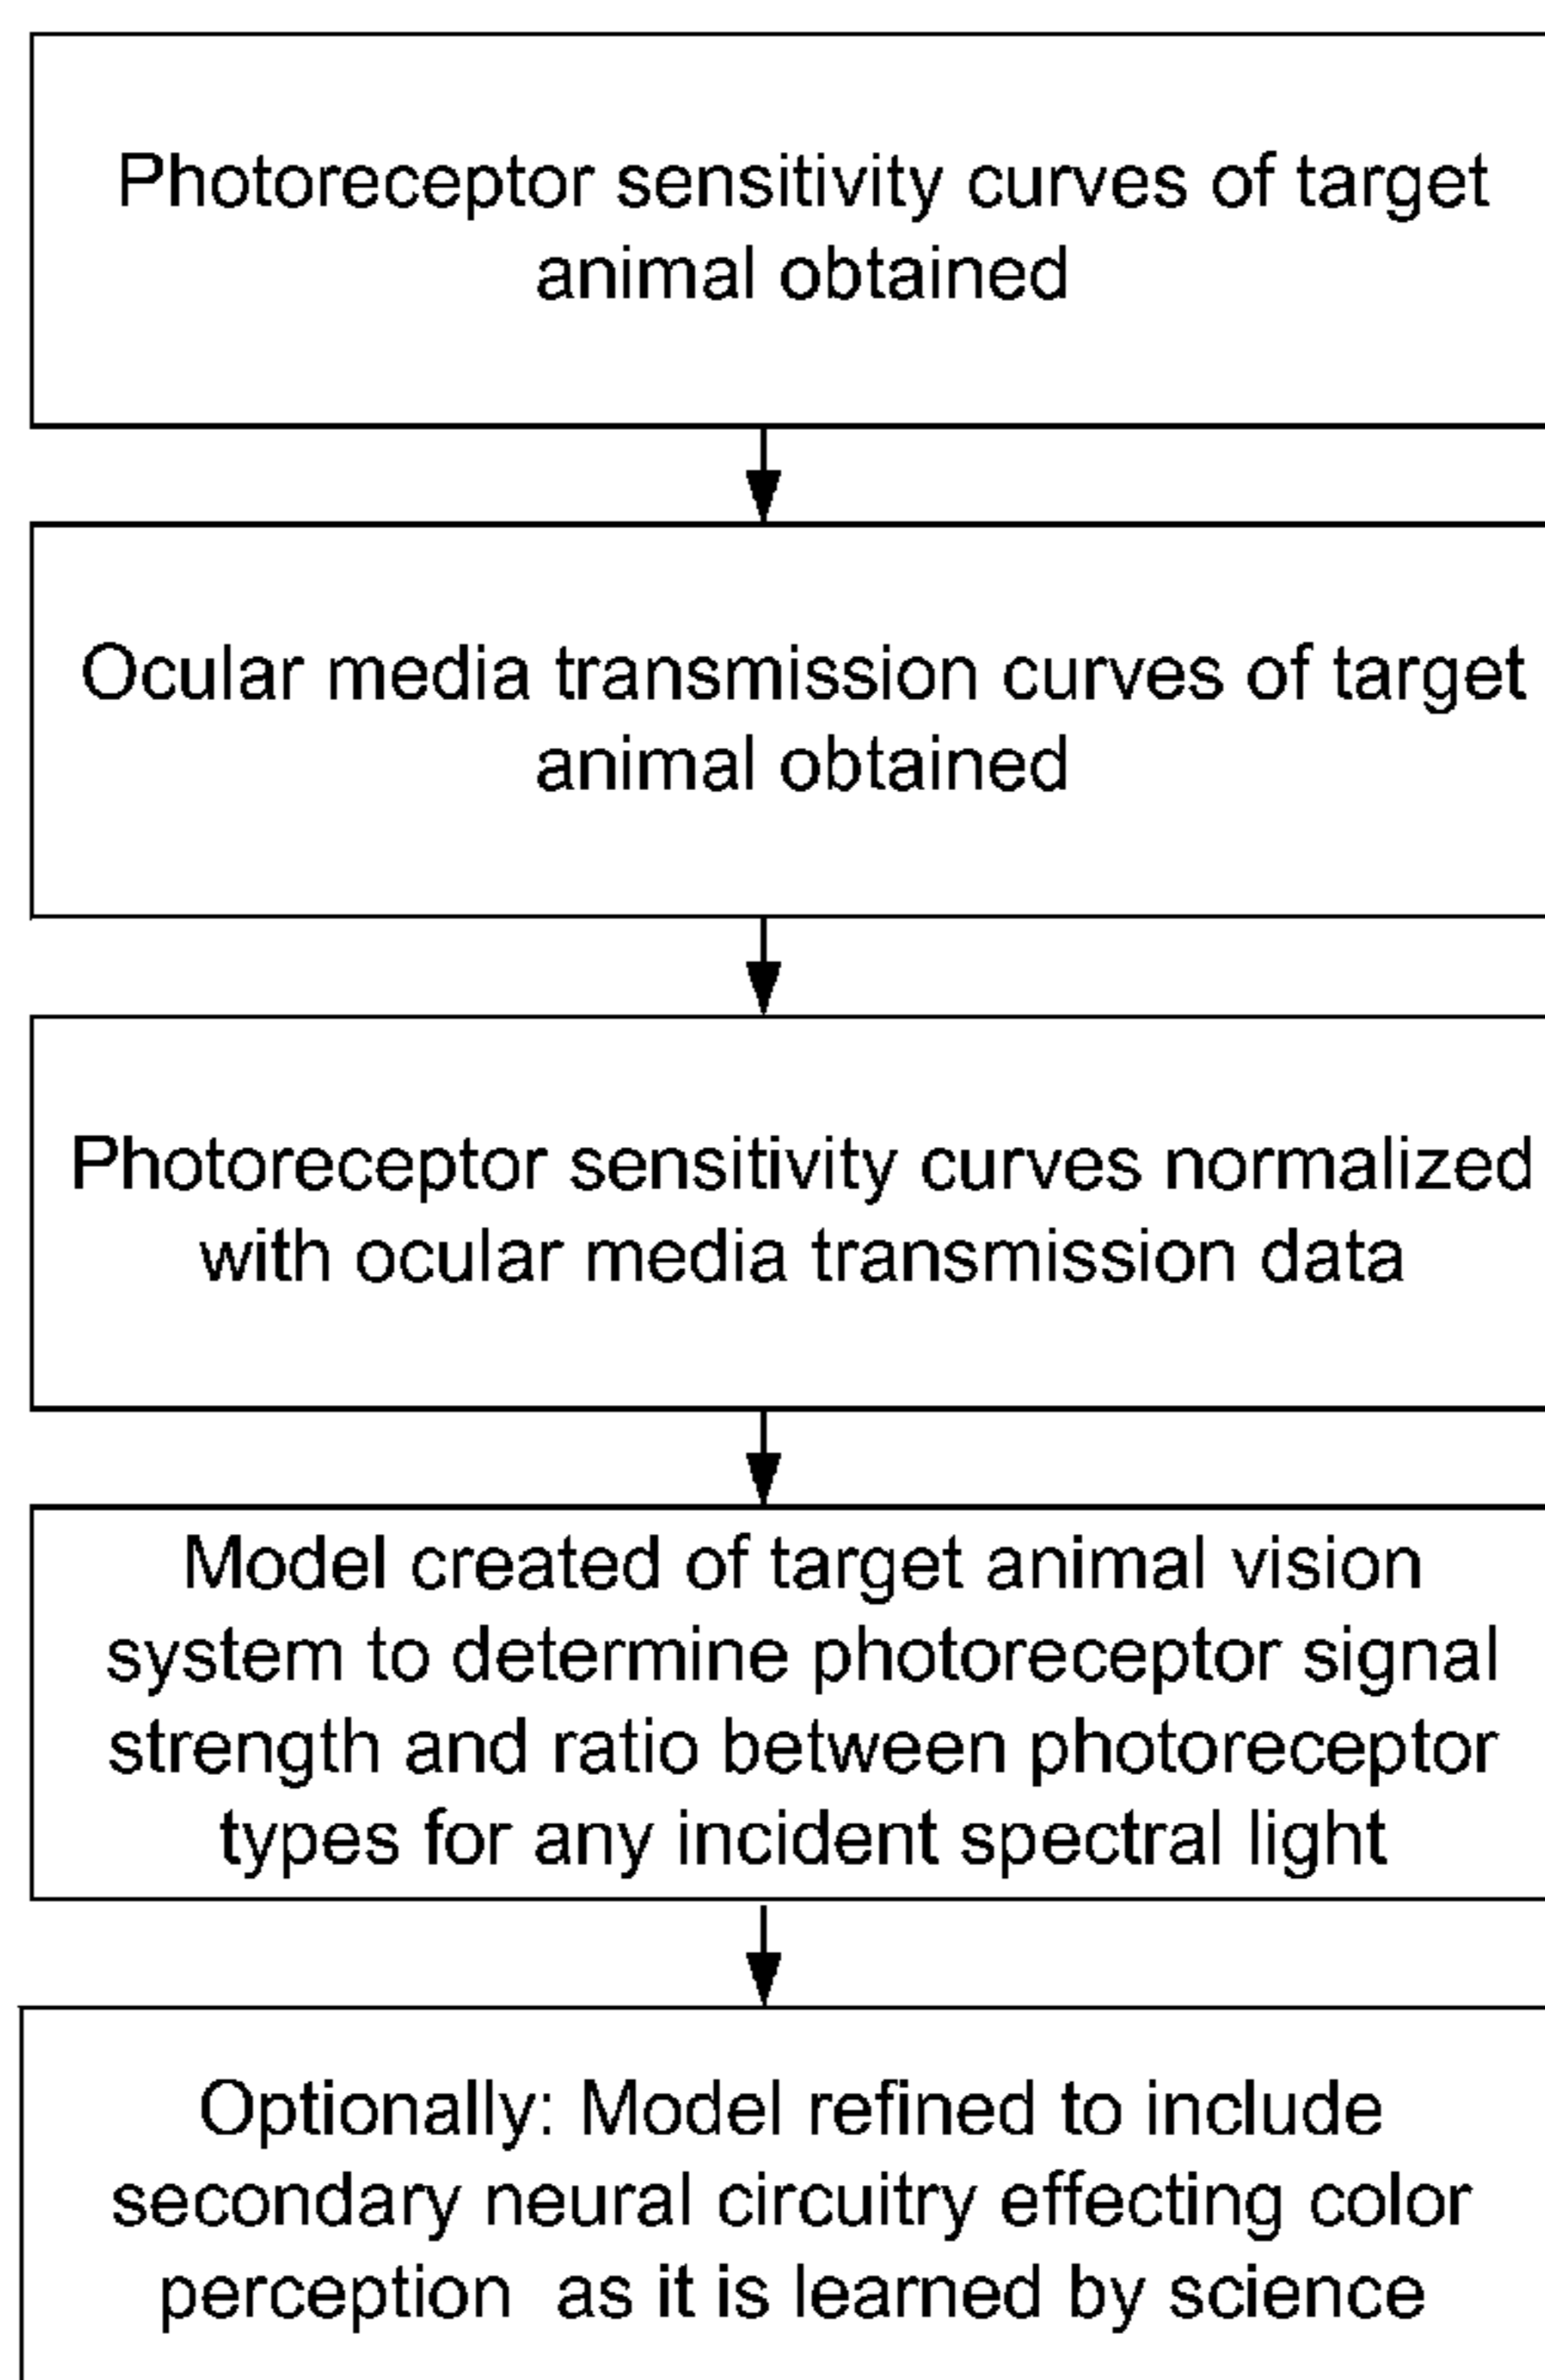 Photoreceptor sensitivity curves of target
animal obtained
Ocular media transmission curves of target
animal obtained
Photoreceptor sensitivity curves normalized
with ocular media transmission data
Model created of target animal vision
system to determine photoreceptor signal
strength and ratio between photoreceptor
types for any incident spectral light
Optionally: Model refined to include
secondary neural circuitry effecting color
perception as it is learned by science